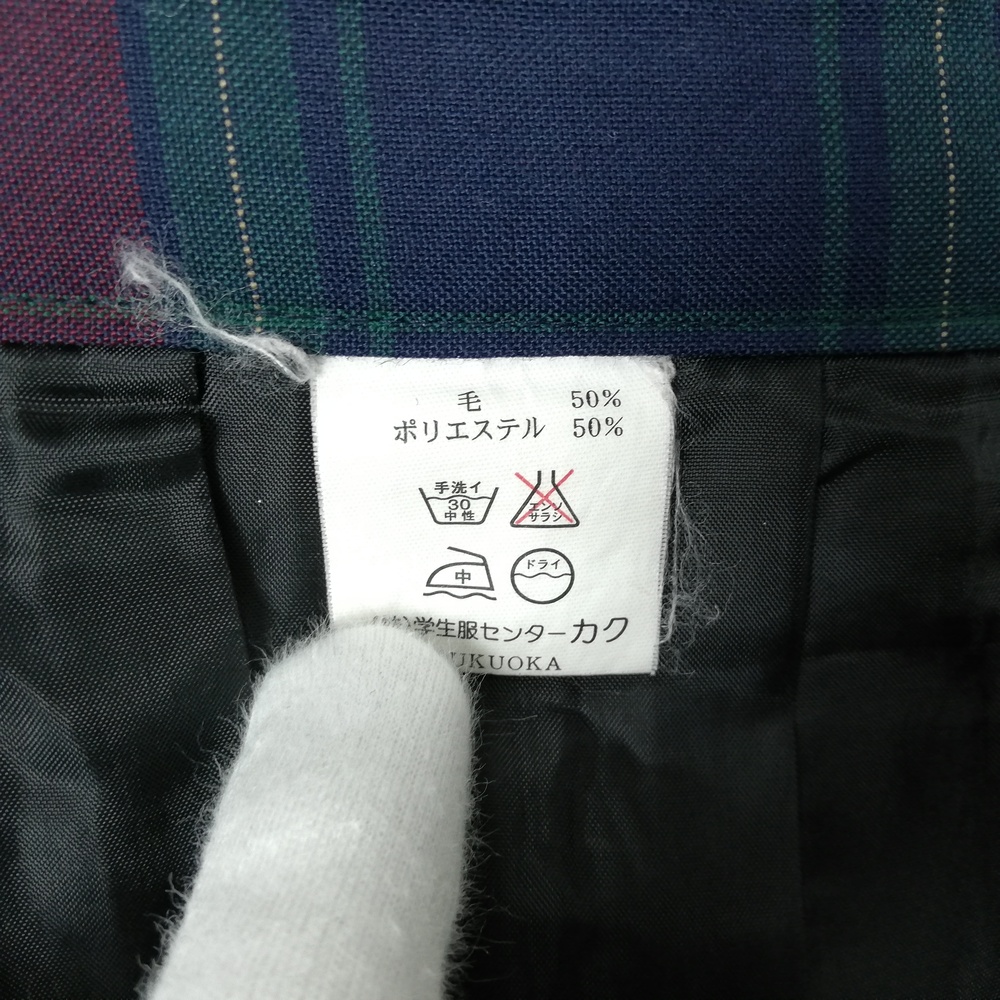 毛 50%
ポリエステル 50%
手洗イ
30
中性
エンソ
サラシ
中
ドライ
学生服センターカク
UKUOKA